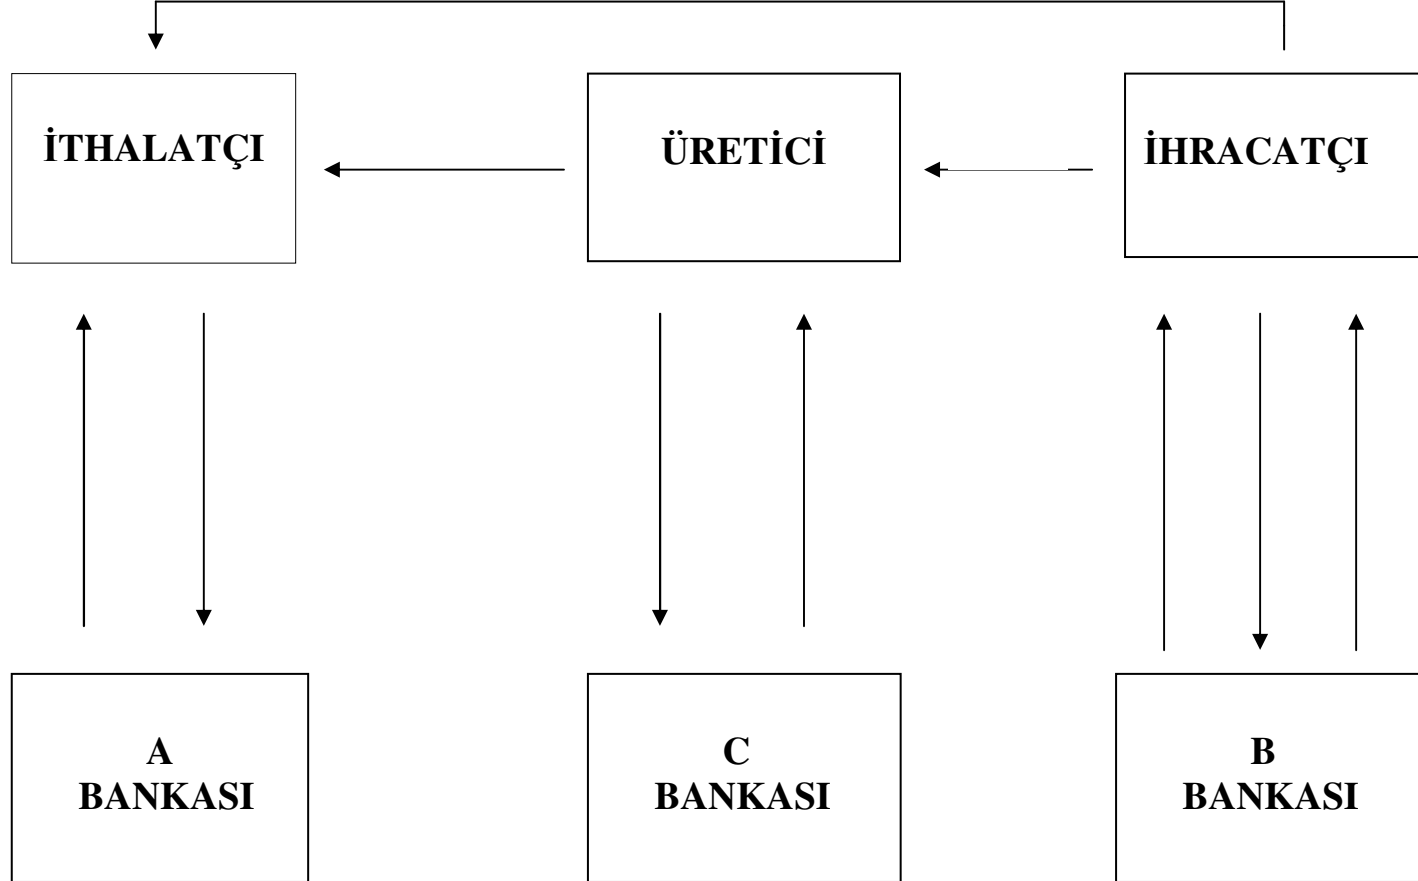 İTHALATÇI
ÜRETİCİ
İHRACATÇI
A
BANKASI
C
BANKASI
B
BANKASI